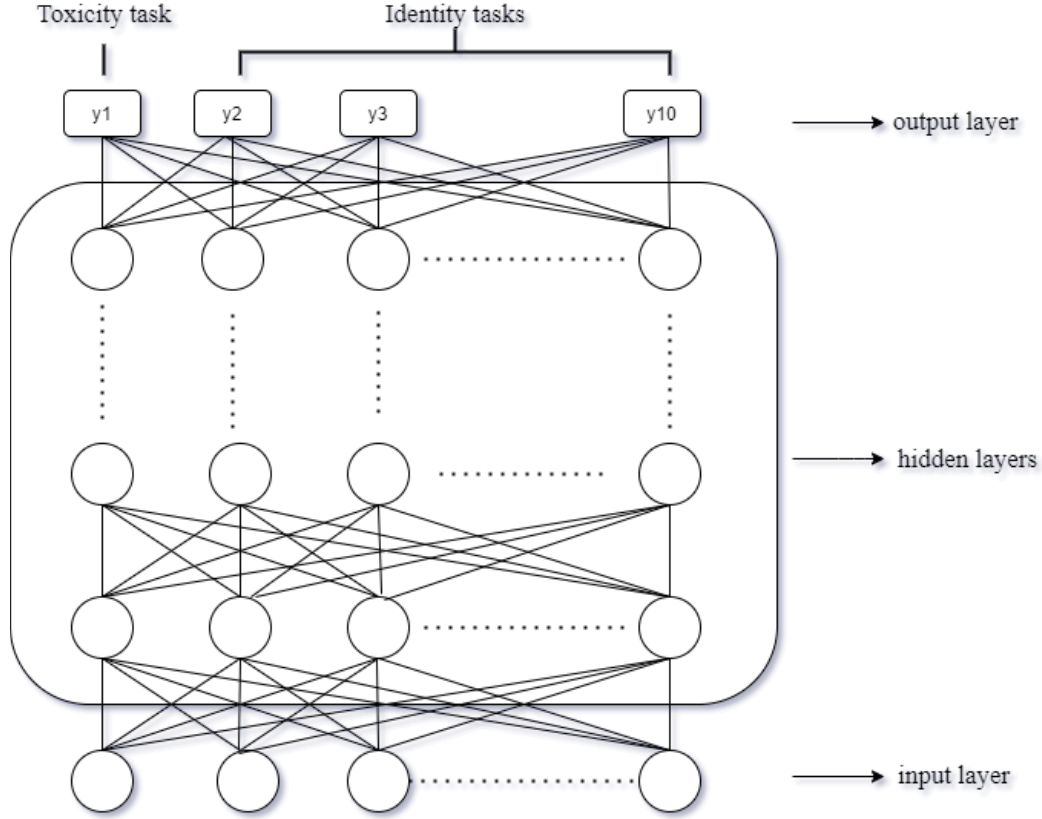 Toxicity task
Identity tasks
y1
y2
y3
y10
output layer
hidden layers
input layer